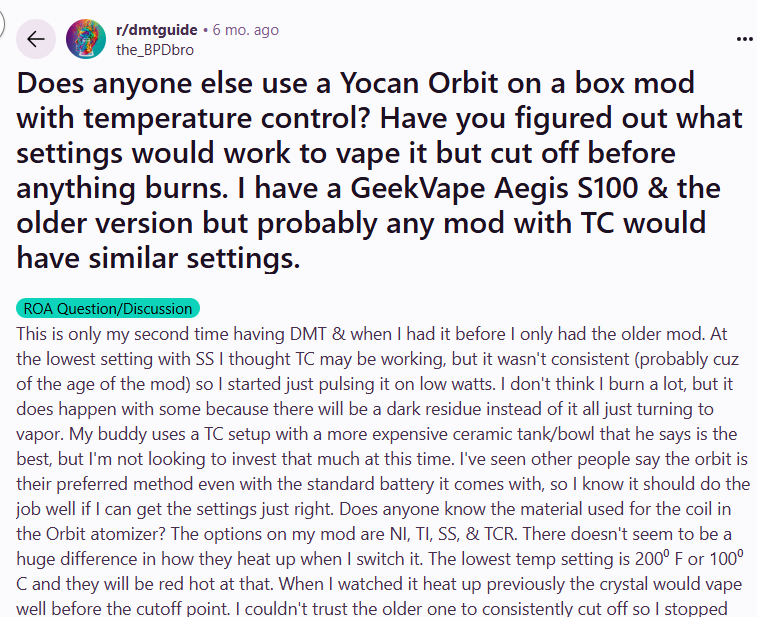 r/dmtguide • 6 mo. ago
the_BPDbro
Does anyone else use a Yocan Orbit on a box mod
with temperature control? Have you figured out what
settings would work to vape it but cut off before
anything burns. I have a GeekVape Aegis S100 & the
older version but probably any mod with TC would
have similar settings.
ROA Question/Discussion
This is only my second time having DMT & when I had it before I only had the older mod. At
the lowest setting with SS I thought TC may be working, but it wasn't consistent (probably cuz
of the age of the mod) so I started just pulsing it on low watts. I don't think I burn a lot, but it
does happen with some because there will be a dark residue instead of it all just turning to
vapor. My buddy uses a TC setup with a more expensive ceramic tank/bowl that he says is the
best, but I'm not looking to invest that much at this time. I've seen other people say the orbit is
their preferred method even with the standard battery it comes with, so I know it should do the
job well if I can get the settings just right. Does anyone know the material used for the coil in
the Orbit atomizer? The options on my mod are NI, TI, SS, & TCR. There doesn't seem to be a
huge difference in how they heat up when I switch it. The lowest temp setting is 200⁰ F or 100⁰
C and they will be red hot at that. When I watched it heat up previously the crystal would vape
well before the cutoff point. I couldn't trust the older one to consistently cut off so I stopped